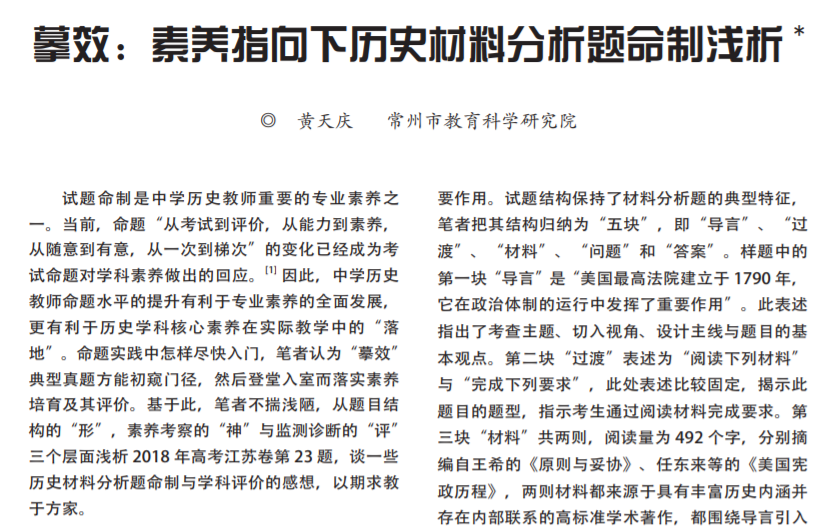 摹效：素养指向下历史材料分析题命制浅析*
◎ 黄天庆 常州市教育科学研究院
试题命制是中学历史教师重要的专业素养之
一。当前，命题“从考试到评价，从能力到素养，
从随意到有意，从一次到梯次”的变化已经成为考
试命题对学科素养做出的回应。[1] 因此，中学历史
教师命题水平的提升有利于专业素养的全面发展，
更有利于历史学科核心素养在实际教学中的“落
地”。命题实践中怎样尽快入门，笔者认为“摹效”
典型真题方能初窥门径，然后登堂入室而落实素养
培育及其评价。基于此，笔者不揣浅陋，从题目结
构的“形”，素养考察的“神”与监测诊断的“评”
三个层面浅析 2018 年高考江苏卷第 23 题，谈一些
历史材料分析题命制与学科评价的感想，以期求教
于方家。
要作用。试题结构保持了材料分析题的典型特征，
笔者把其结构归纳为“五块”，即“导言”、“过
渡”、“材料”、“问题”和“答案”。样题中的
第一块“导言”是“美国最高法院建立于 1790 年，
它在政治体制的运行中发挥了重要作用”。此表述
指出了考查主题、切入视角、设计主线与题目的基
本观点。第二块“过渡”表述为“阅读下列材料”
与“完成下列要求”，此处表述比较固定，揭示此
题目的题型，指示考生通过阅读材料完成要求。第
三块“材料”共两则，阅读量为 492 个字，分别摘
编自王希的《原则与妥协》、任东来等的《美国宪
政历程》，两则材料都来源于具有丰富历史内涵并
存在内部联系的高标准学术著作，都围绕导言引入